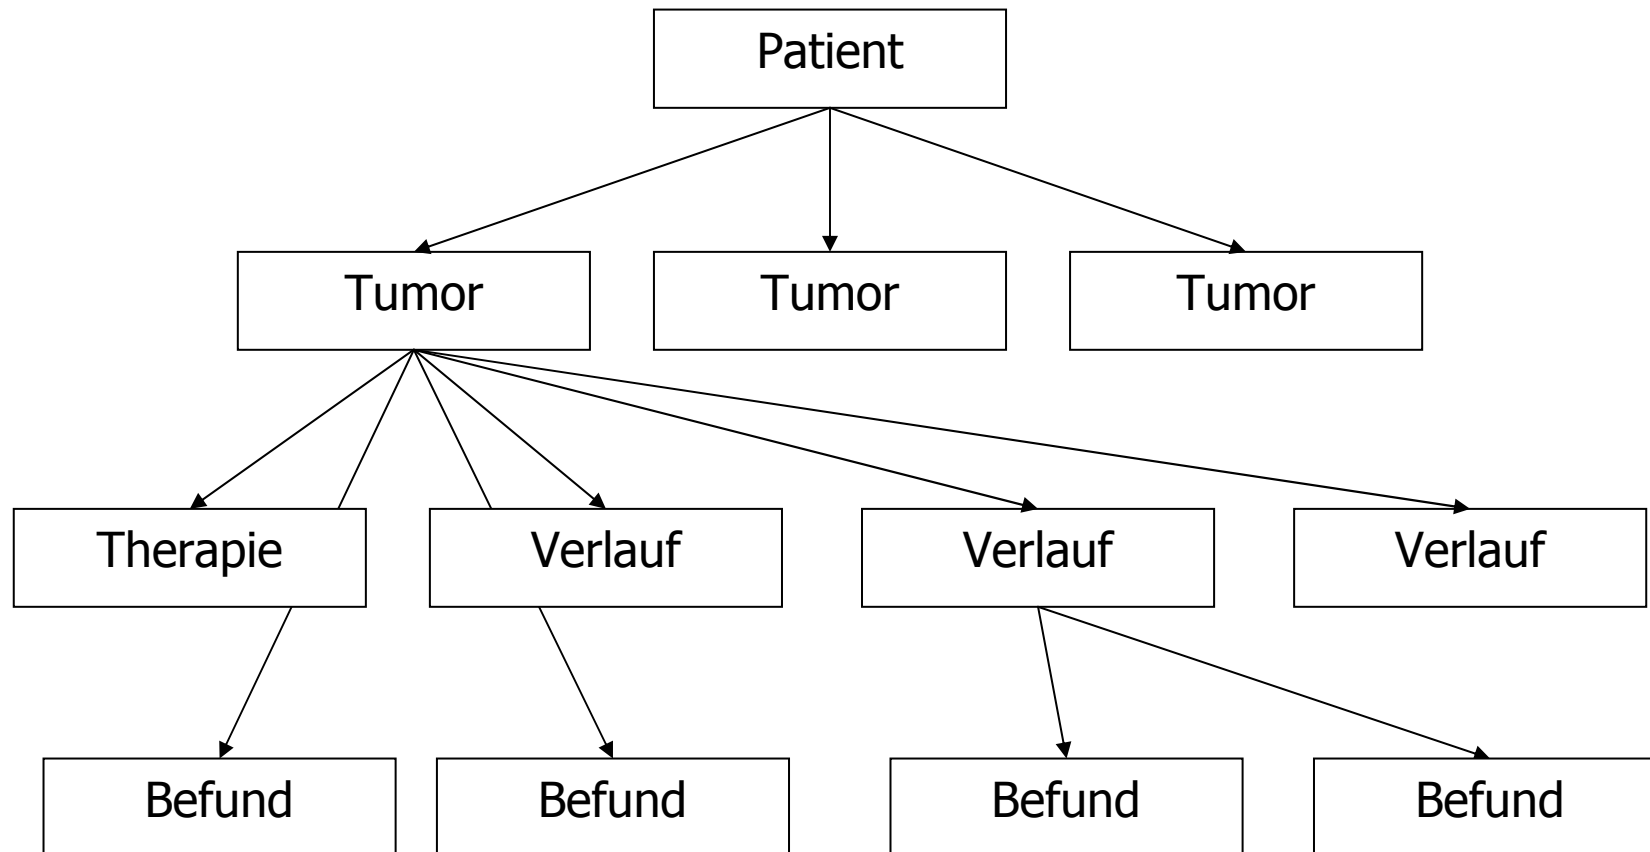 Patient
Tumor
Tumor
Tumor
Therapie
Verlauf
Verlauf
Verlauf
Befund
Befund
Befund
Befund